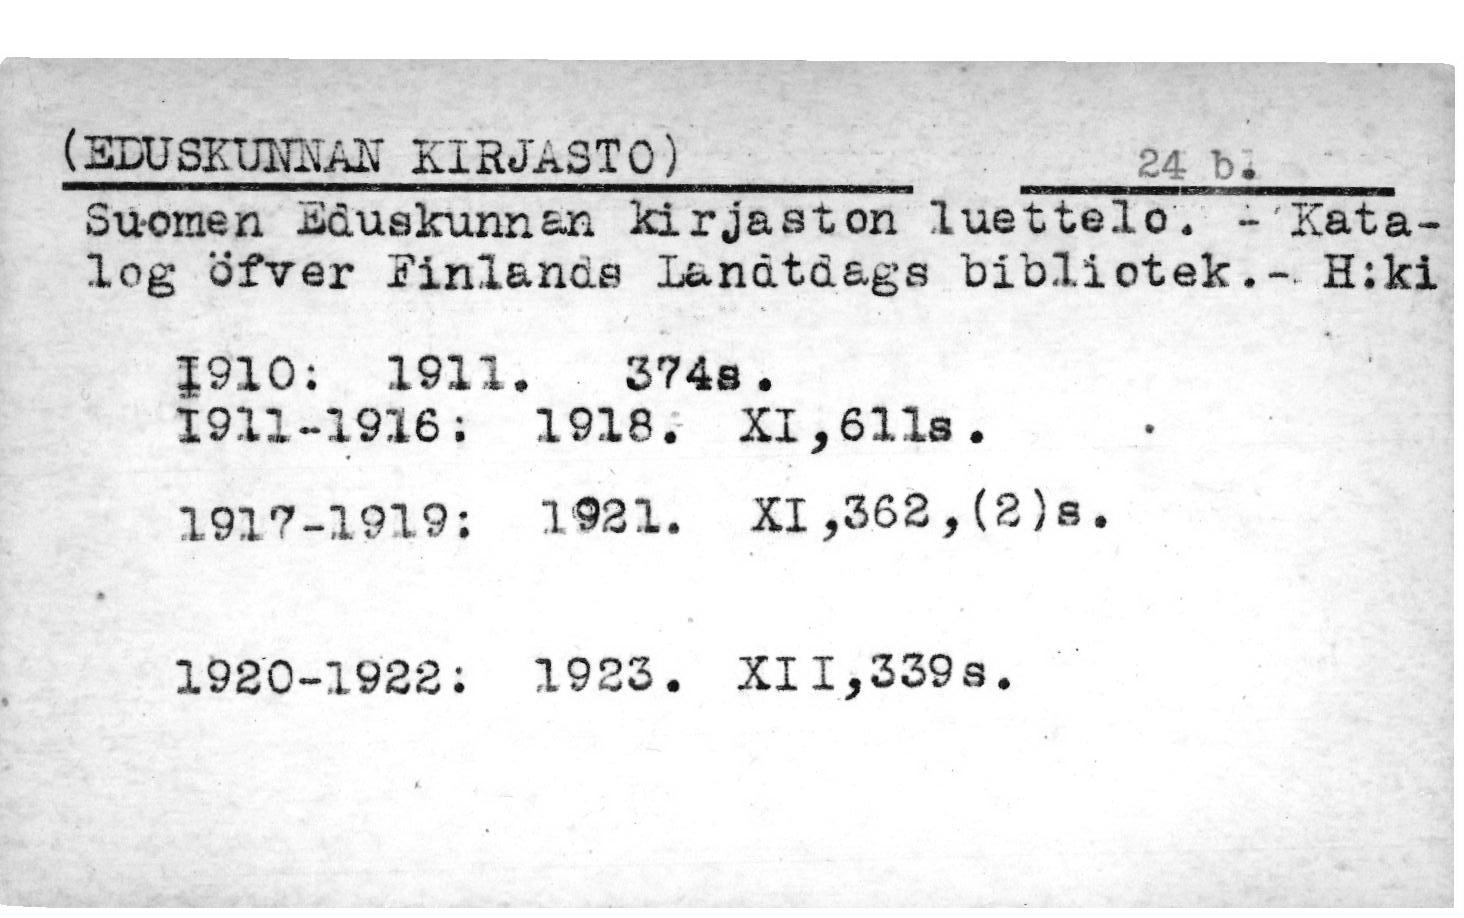 (EDUSKUNNAN KIRJASTO) 24 bl.
Suomen Eduskunnan kirjaston luettelo. - Kata-
log öfver Finlands Landtdags bibliotek.- H:ki
1910: 1911. 374s.
1911-1916: 1918. XI,611s.
1917-1919: 1921. XI,362,(2)s.
1920-1922: 1923. XII,339s.